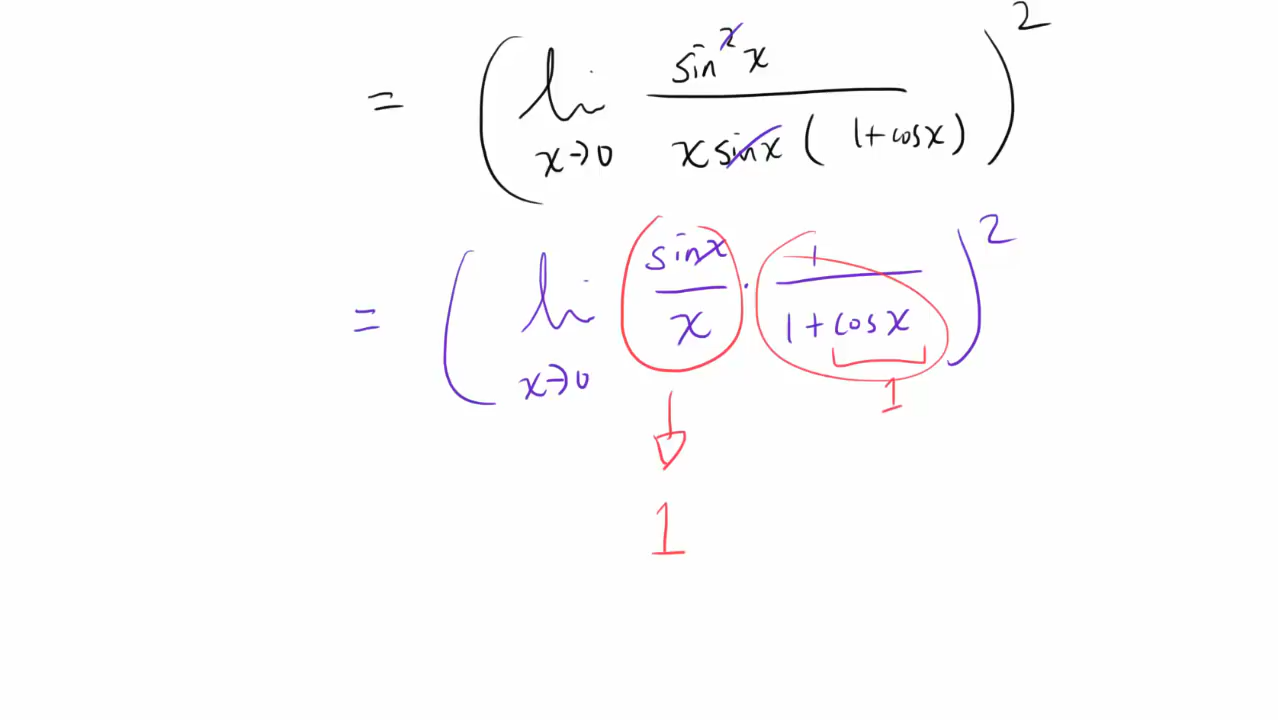 = ( lim x→0 sin²x / x sinx ( 1+cosx) )²
= ( lim x→0 sinx / x · 1 / 1+cosx )²
1
1